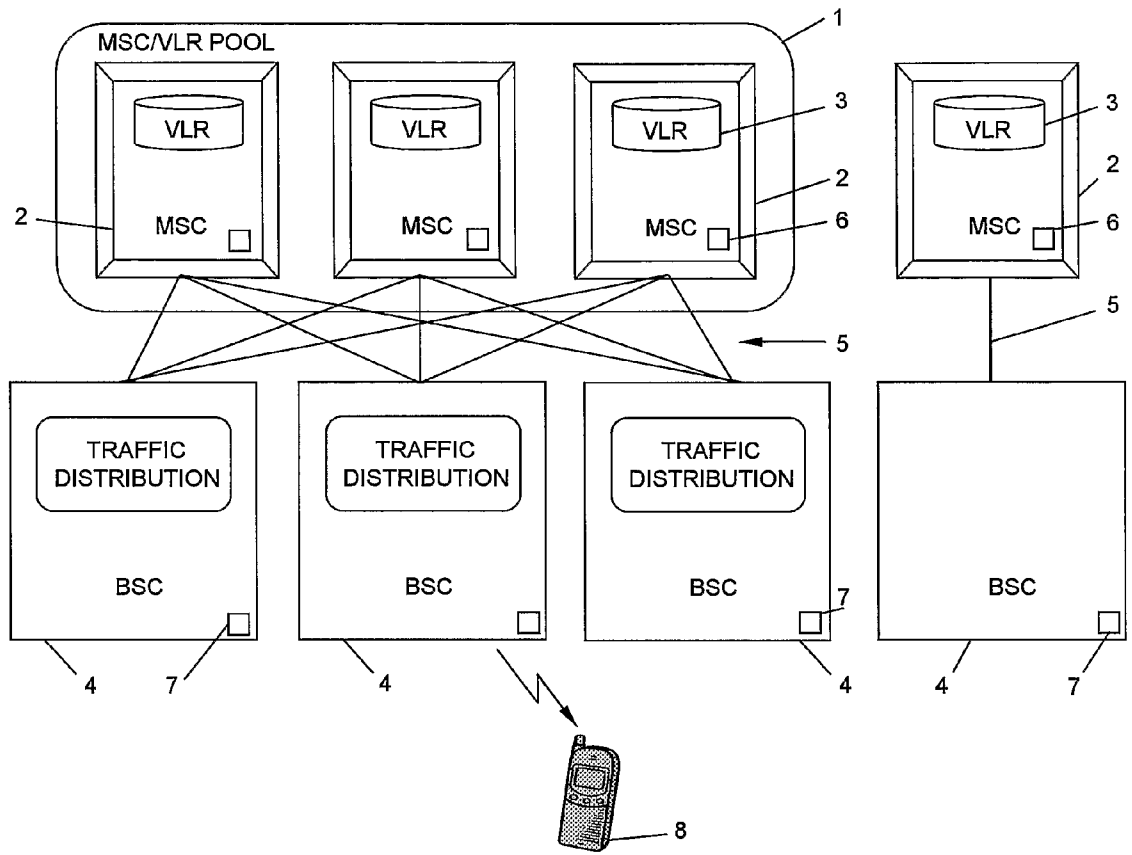 1
MSC/VLR POOL
VLR
VLR
VLR
3
VLR
3
2
MSC
MSC
MSC
2
6
MSC
2
6
5
5
TRAFFIC
DISTRIBUTION
TRAFFIC
DISTRIBUTION
TRAFFIC
DISTRIBUTION
BSC
BSC
BSC
7
BSC
4
7
4
4
4
7
8